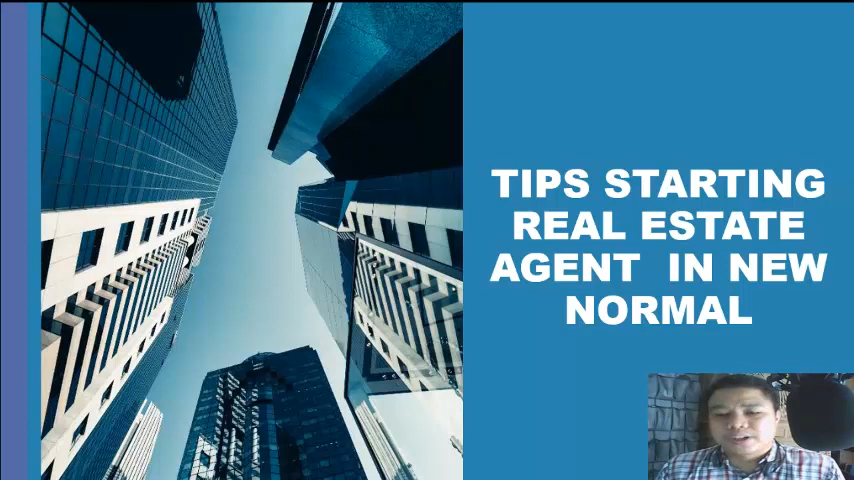 TIPS STARTING
REAL ESTATE
AGENT  IN NEW
NORMAL